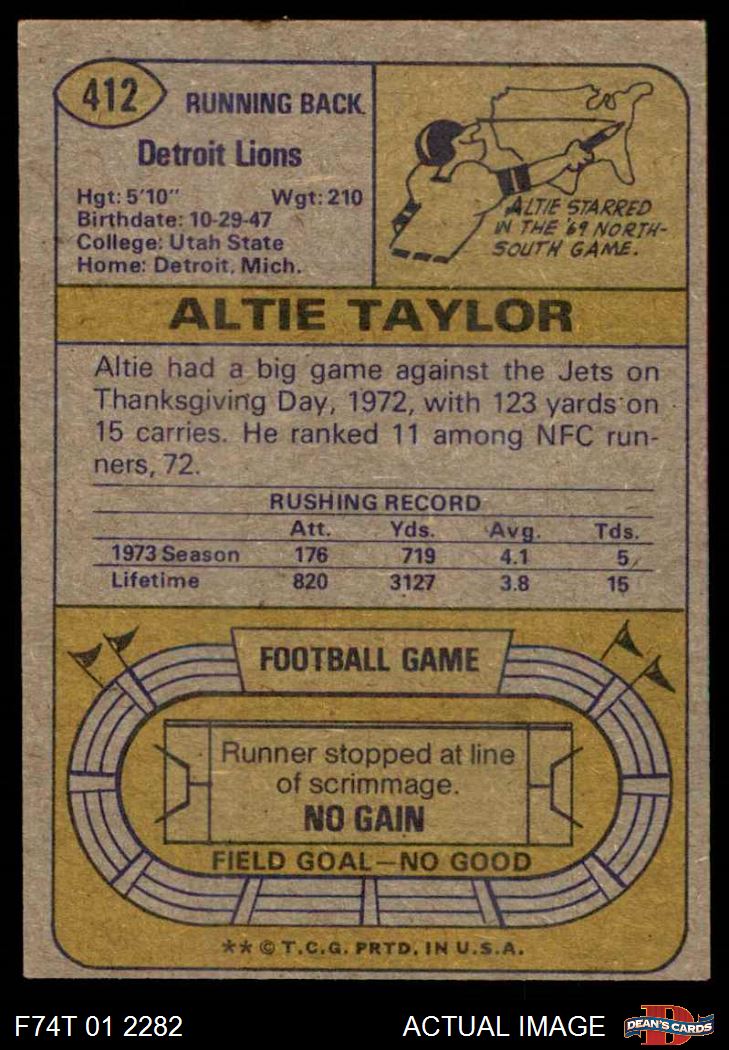 412
RUNNING BACK
Detroit Lions
Hgt: 5'10" Wgt: 210
Birthdate: 10-29-47
College: Utah State
Home: Detroit, Mich.
ALTIE STARRED
IN THE '69 NORTH-
SOUTH GAME.
ALTIE TAYLOR
Altie had a big game against the Jets on
Thanksgiving Day, 1972, with 123 yards on
15 carries. He ranked 11 among NFC run-
ners, 72.
RUSHING RECORD
Att. Yds. Avg. Tds.
1973 Season 176 719 4.1 5
Lifetime 820 3127 3.8 15
FOOTBALL GAME
Runner stopped at line
of scrimmage.
NO GAIN
FIELD GOAL—NO GOOD
** © T.C.G. PRTD. IN U.S.A.
F74T 01 2282 ACTUAL IMAGE
D
DEAN'S CARDS